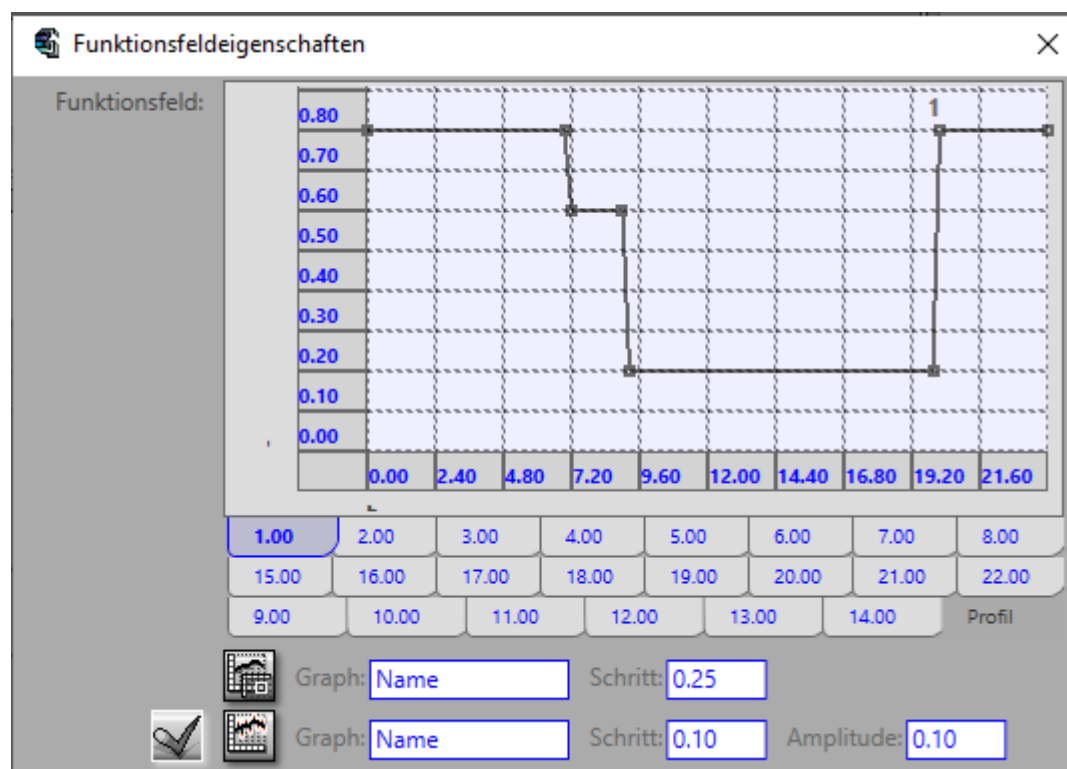 Funktionsfeldeigenschaften
Funktionsfeld:
1
0.80
0.70
0.60
0.50
0.40
0.30
0.20
0.10
0.00
0.00 2.40 4.80 7.20 9.60 12.00 14.40 16.80 19.20 21.60
1.00 2.00 3.00 4.00 5.00 6.00 7.00 8.00
15.00 16.00 17.00 18.00 19.00 20.00 21.00 22.00
9.00 10.00 11.00 12.00 13.00 14.00 Profil
Graph: Name Schritt: 0.25
Graph: Name Schritt: 0.10 Amplitude: 0.10